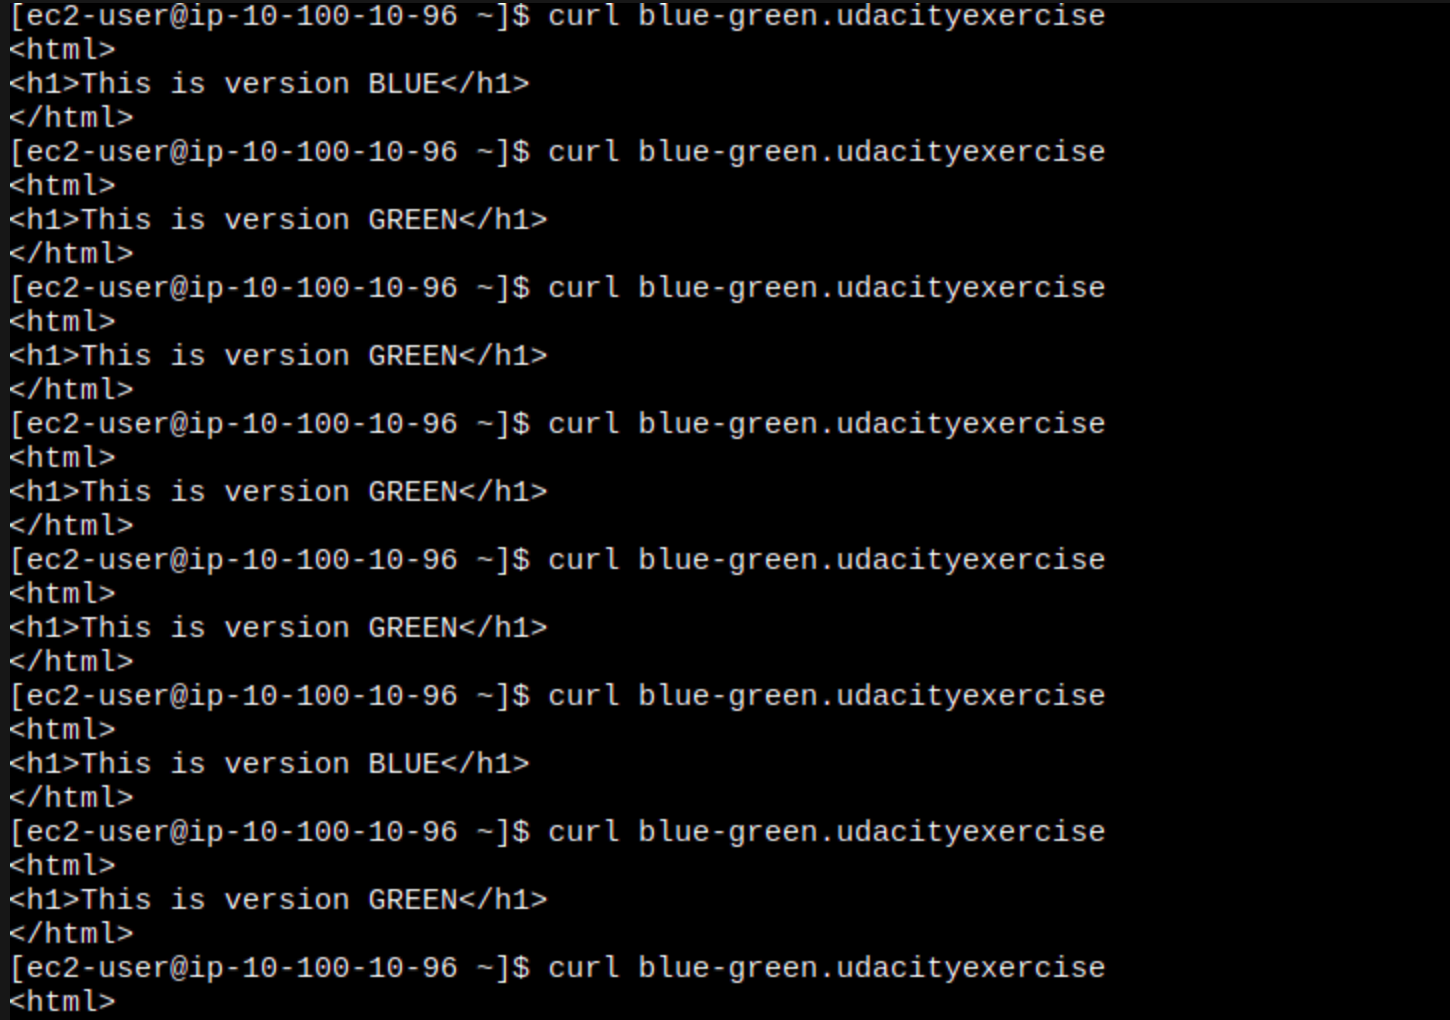 [ec2-user@ip-10-100-10-96 ~]$ curl blue-green.udacityexercise
<html>
<h1>This is version BLUE</h1>
</html>
[ec2-user@ip-10-100-10-96 ~]$ curl blue-green.udacityexercise
<html>
<h1>This is version GREEN</h1>
</html>
[ec2-user@ip-10-100-10-96 ~]$ curl blue-green.udacityexercise
<html>
<h1>This is version GREEN</h1>
</html>
[ec2-user@ip-10-100-10-96 ~]$ curl blue-green.udacityexercise
<html>
<h1>This is version GREEN</h1>
</html>
[ec2-user@ip-10-100-10-96 ~]$ curl blue-green.udacityexercise
<html>
<h1>This is version GREEN</h1>
</html>
[ec2-user@ip-10-100-10-96 ~]$ curl blue-green.udacityexercise
<html>
<h1>This is version BLUE</h1>
</html>
[ec2-user@ip-10-100-10-96 ~]$ curl blue-green.udacityexercise
<html>
<h1>This is version GREEN</h1>
</html>
[ec2-user@ip-10-100-10-96 ~]$ curl blue-green.udacityexercise
<html>